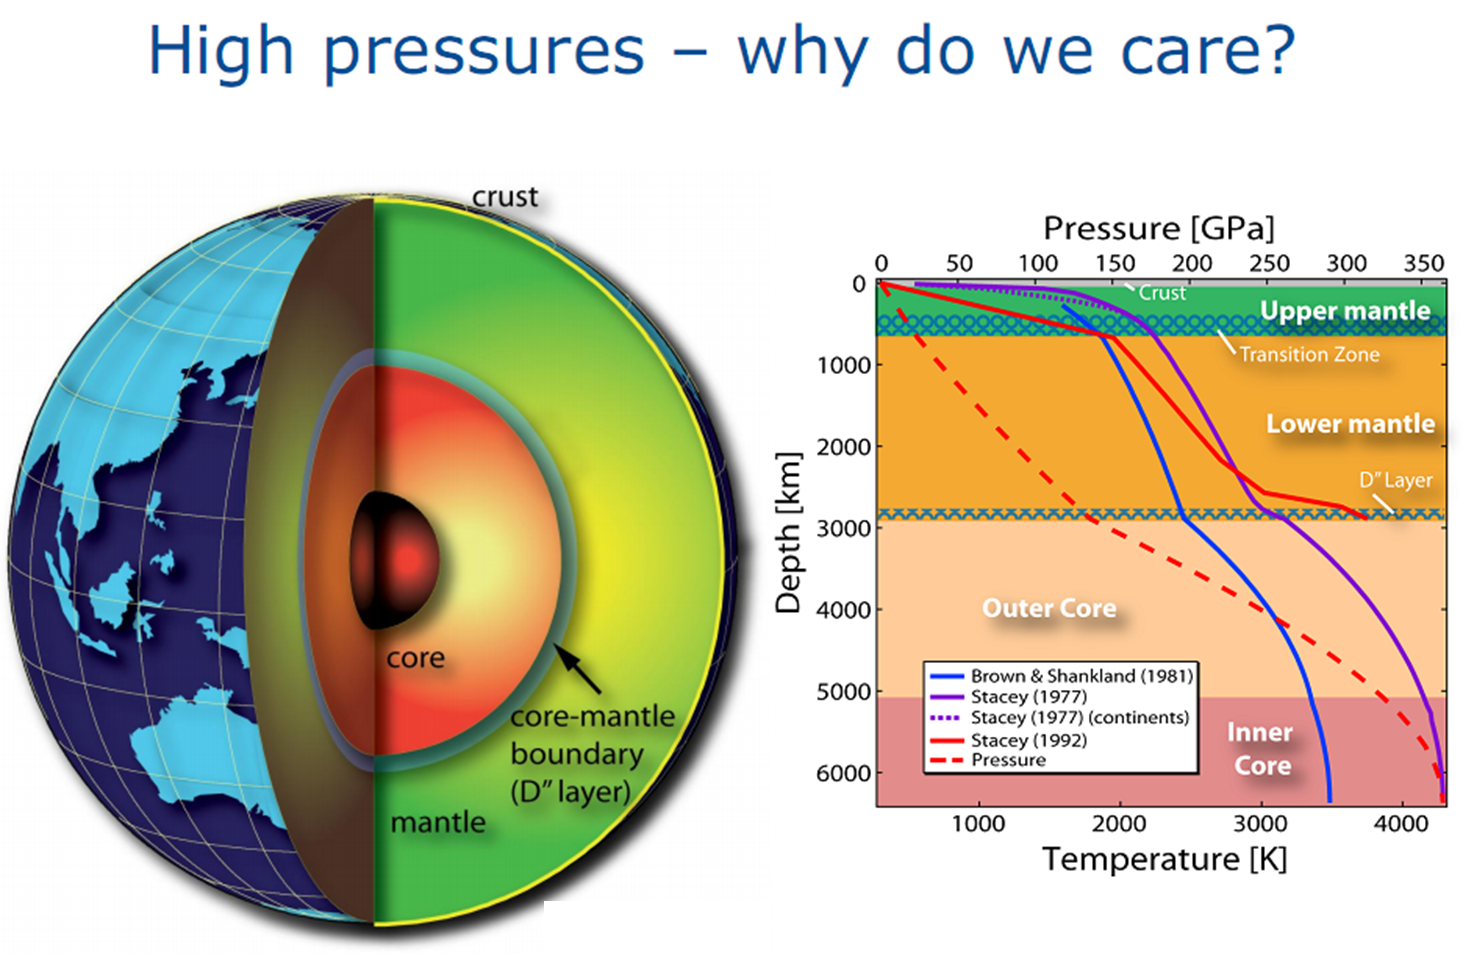 High pressures – why do we care?
crust
core
core-mantle
boundary
(D” layer)
mantle
Pressure [GPa]
0 50 100 150 200 250 300 350
Depth [km]
0
1000
2000
3000
4000
5000
6000
Crust
Upper mantle
Transition Zone
Lower mantle
D” Layer
Outer Core
Brown & Shankland (1981)
Stacey (1977)
Stacey (1977) (continents)
Stacey (1992)
Pressure
Inner
Core
1000 2000 3000 4000
Temperature [K]